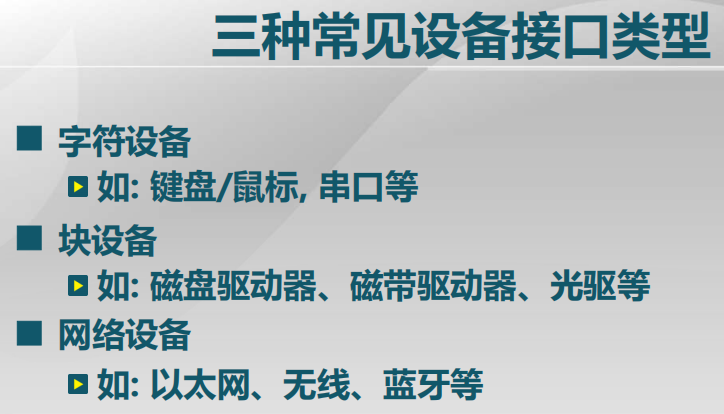 三种常见设备接口类型
字符设备
如: 键盘/鼠标, 串口等
块设备
如: 磁盘驱动器、磁带驱动器、光驱等
网络设备
如: 以太网、无线、蓝牙等